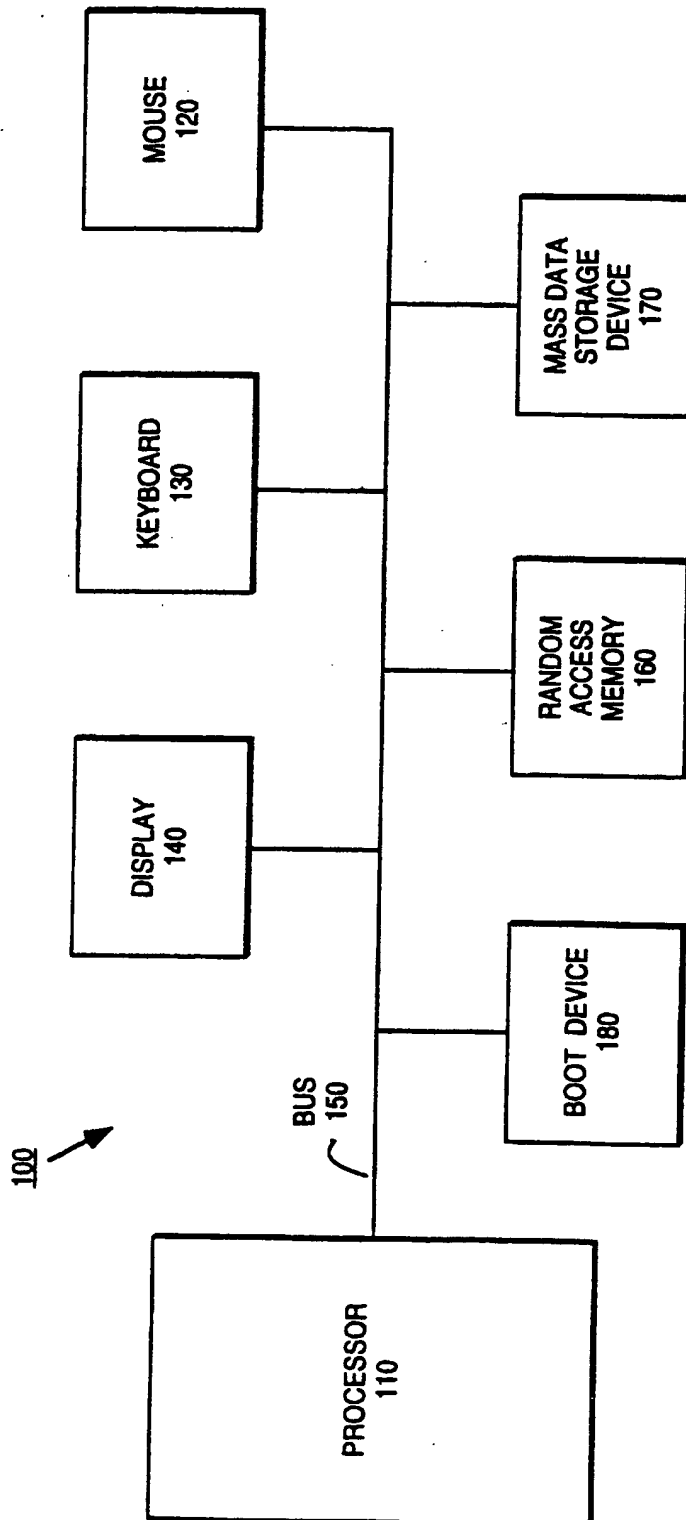 100
PROCESSOR
110
BUS
150
DISPLAY
140
KEYBOARD
130
MOUSE
120
BOOT DEVICE
180
RANDOM
ACCESS
MEMORY
160
MASS DATA
STORAGE
DEVICE
170